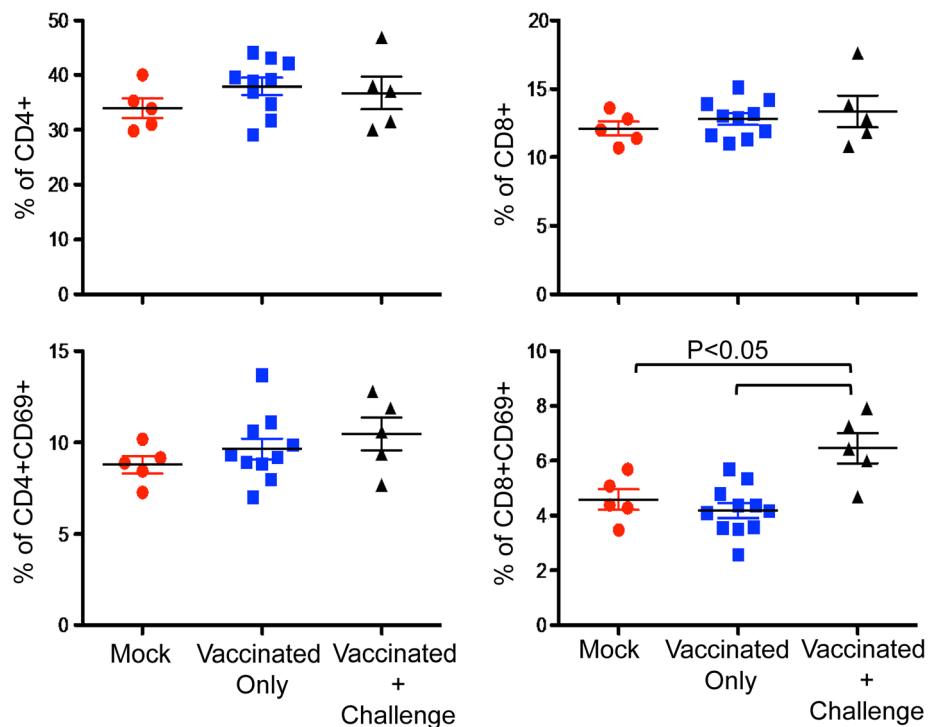 % of CD4+
50
40
30
20
10
0
% of CD8+
20
15
10
5
0
% of CD4+CD69+
15
10
5
0
Mock
Vaccinated
Only
Vaccinated
+
Challenge
% of CD8+CD69+
10
8
6
4
2
0
P<0.05
Mock
Vaccinated
Only
Vaccinated
+
Challenge